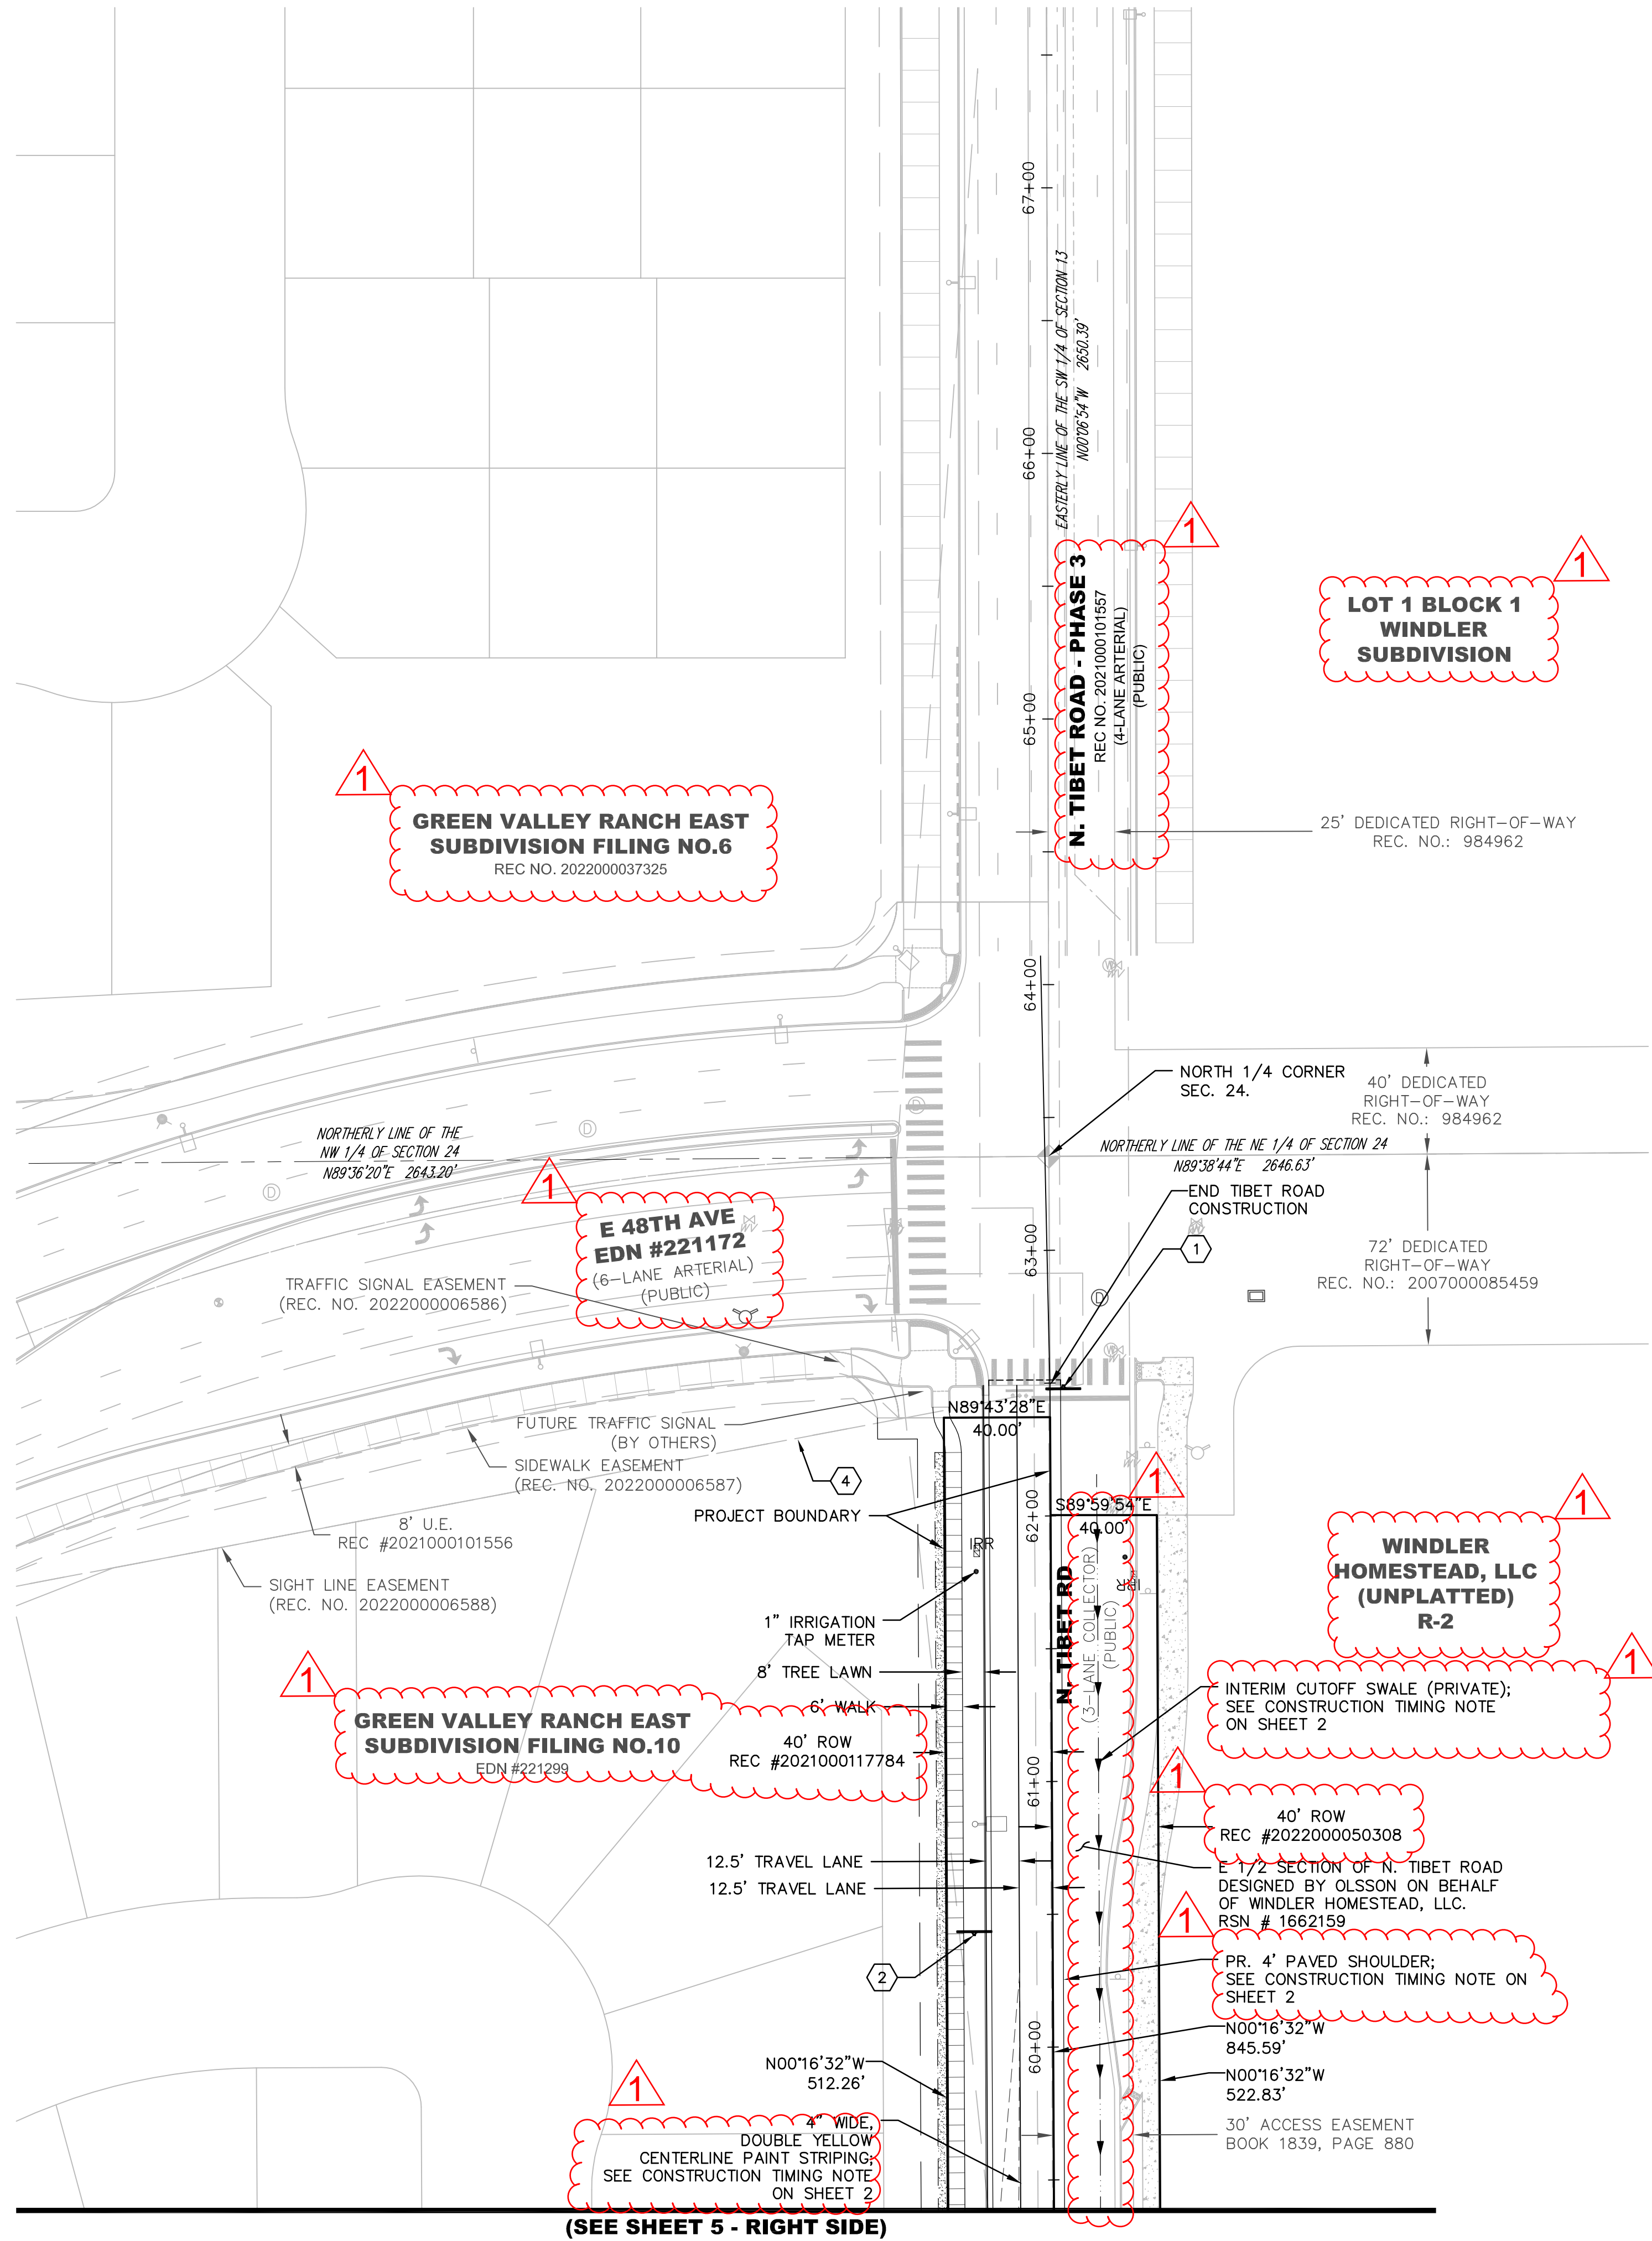 67+00
EASTERLY LINE OF THE SW 1/4 OF SECTION 13
N00°06'54"W 2650.39'
66+00
1
N. TIBET ROAD - PHASE 3
REC NO. 2021000101557
(4-LANE ARTERIAL)
(PUBLIC)
1
LOT 1 BLOCK 1
WINDLER
SUBDIVISION
65+00
1
GREEN VALLEY RANCH EAST
SUBDIVISION FILING NO.6
REC NO. 2022000037325
25' DEDICATED RIGHT-OF-WAY
REC. NO.: 984962
64+00
NORTH 1/4 CORNER
SEC. 24.
40' DEDICATED
RIGHT-OF-WAY
REC. NO.: 984962
D
D
D
NORTHERLY LINE OF THE
NW 1/4 OF SECTION 24
N89°36'20"E 2643.20'
NORTHERLY LINE OF THE NE 1/4 OF SECTION 24
N89°38'44"E 2646.63'
END TIBET ROAD
CONSTRUCTION
1
1
E 48TH AVE
EDN #221172
(6-LANE ARTERIAL)
(PUBLIC)
63+00
72' DEDICATED
RIGHT-OF-WAY
REC. NO.: 2007000085459
D
TRAFFIC SIGNAL EASEMENT
(REC. NO. 2022000006586)
N89°43'28"E
40.00'
FUTURE TRAFFIC SIGNAL
(BY OTHERS)
SIDEWALK EASEMENT
(REC. NO. 2022000006587)
4
1
PROJECT BOUNDARY
62+00
S89°59'54"E
40.00'
8' U.E.
REC #2021000101556
IRR
IRR
1
WINDLER
HOMESTEAD, LLC
(UNPLATTED)
R-2
SIGHT LINE EASEMENT
(REC. NO. 2022000006588)
N. TIBET RD
(3-LANE COLLECTOR)
(PUBLIC)
1" IRRIGATION
TAP METER
8' TREE LAWN
6' WALK
1
INTERIM CUTOFF SWALE (PRIVATE);
SEE CONSTRUCTION TIMING NOTE
ON SHEET 2
1
GREEN VALLEY RANCH EAST
SUBDIVISION FILING NO.10
EDN #221299
40' ROW
REC #2021000117784
61+00
1
40' ROW
REC #2022000050308
12.5' TRAVEL LANE
12.5' TRAVEL LANE
E 1/2 SECTION OF N. TIBET ROAD
DESIGNED BY OLSSON ON BEHALF
OF WINDLER HOMESTEAD, LLC.
RSN # 1662159
1
PR. 4' PAVED SHOULDER;
SEE CONSTRUCTION TIMING NOTE ON
SHEET 2
2
60+00
N00°16'32"W
845.59'
N00°16'32"W
512.26'
N00°16'32"W
522.83'
1
4" WIDE,
DOUBLE YELLOW
CENTERLINE PAINT STRIPING;
SEE CONSTRUCTION TIMING NOTE
ON SHEET 2
30' ACCESS EASEMENT
BOOK 1839, PAGE 880
(SEE SHEET 5 - RIGHT SIDE)